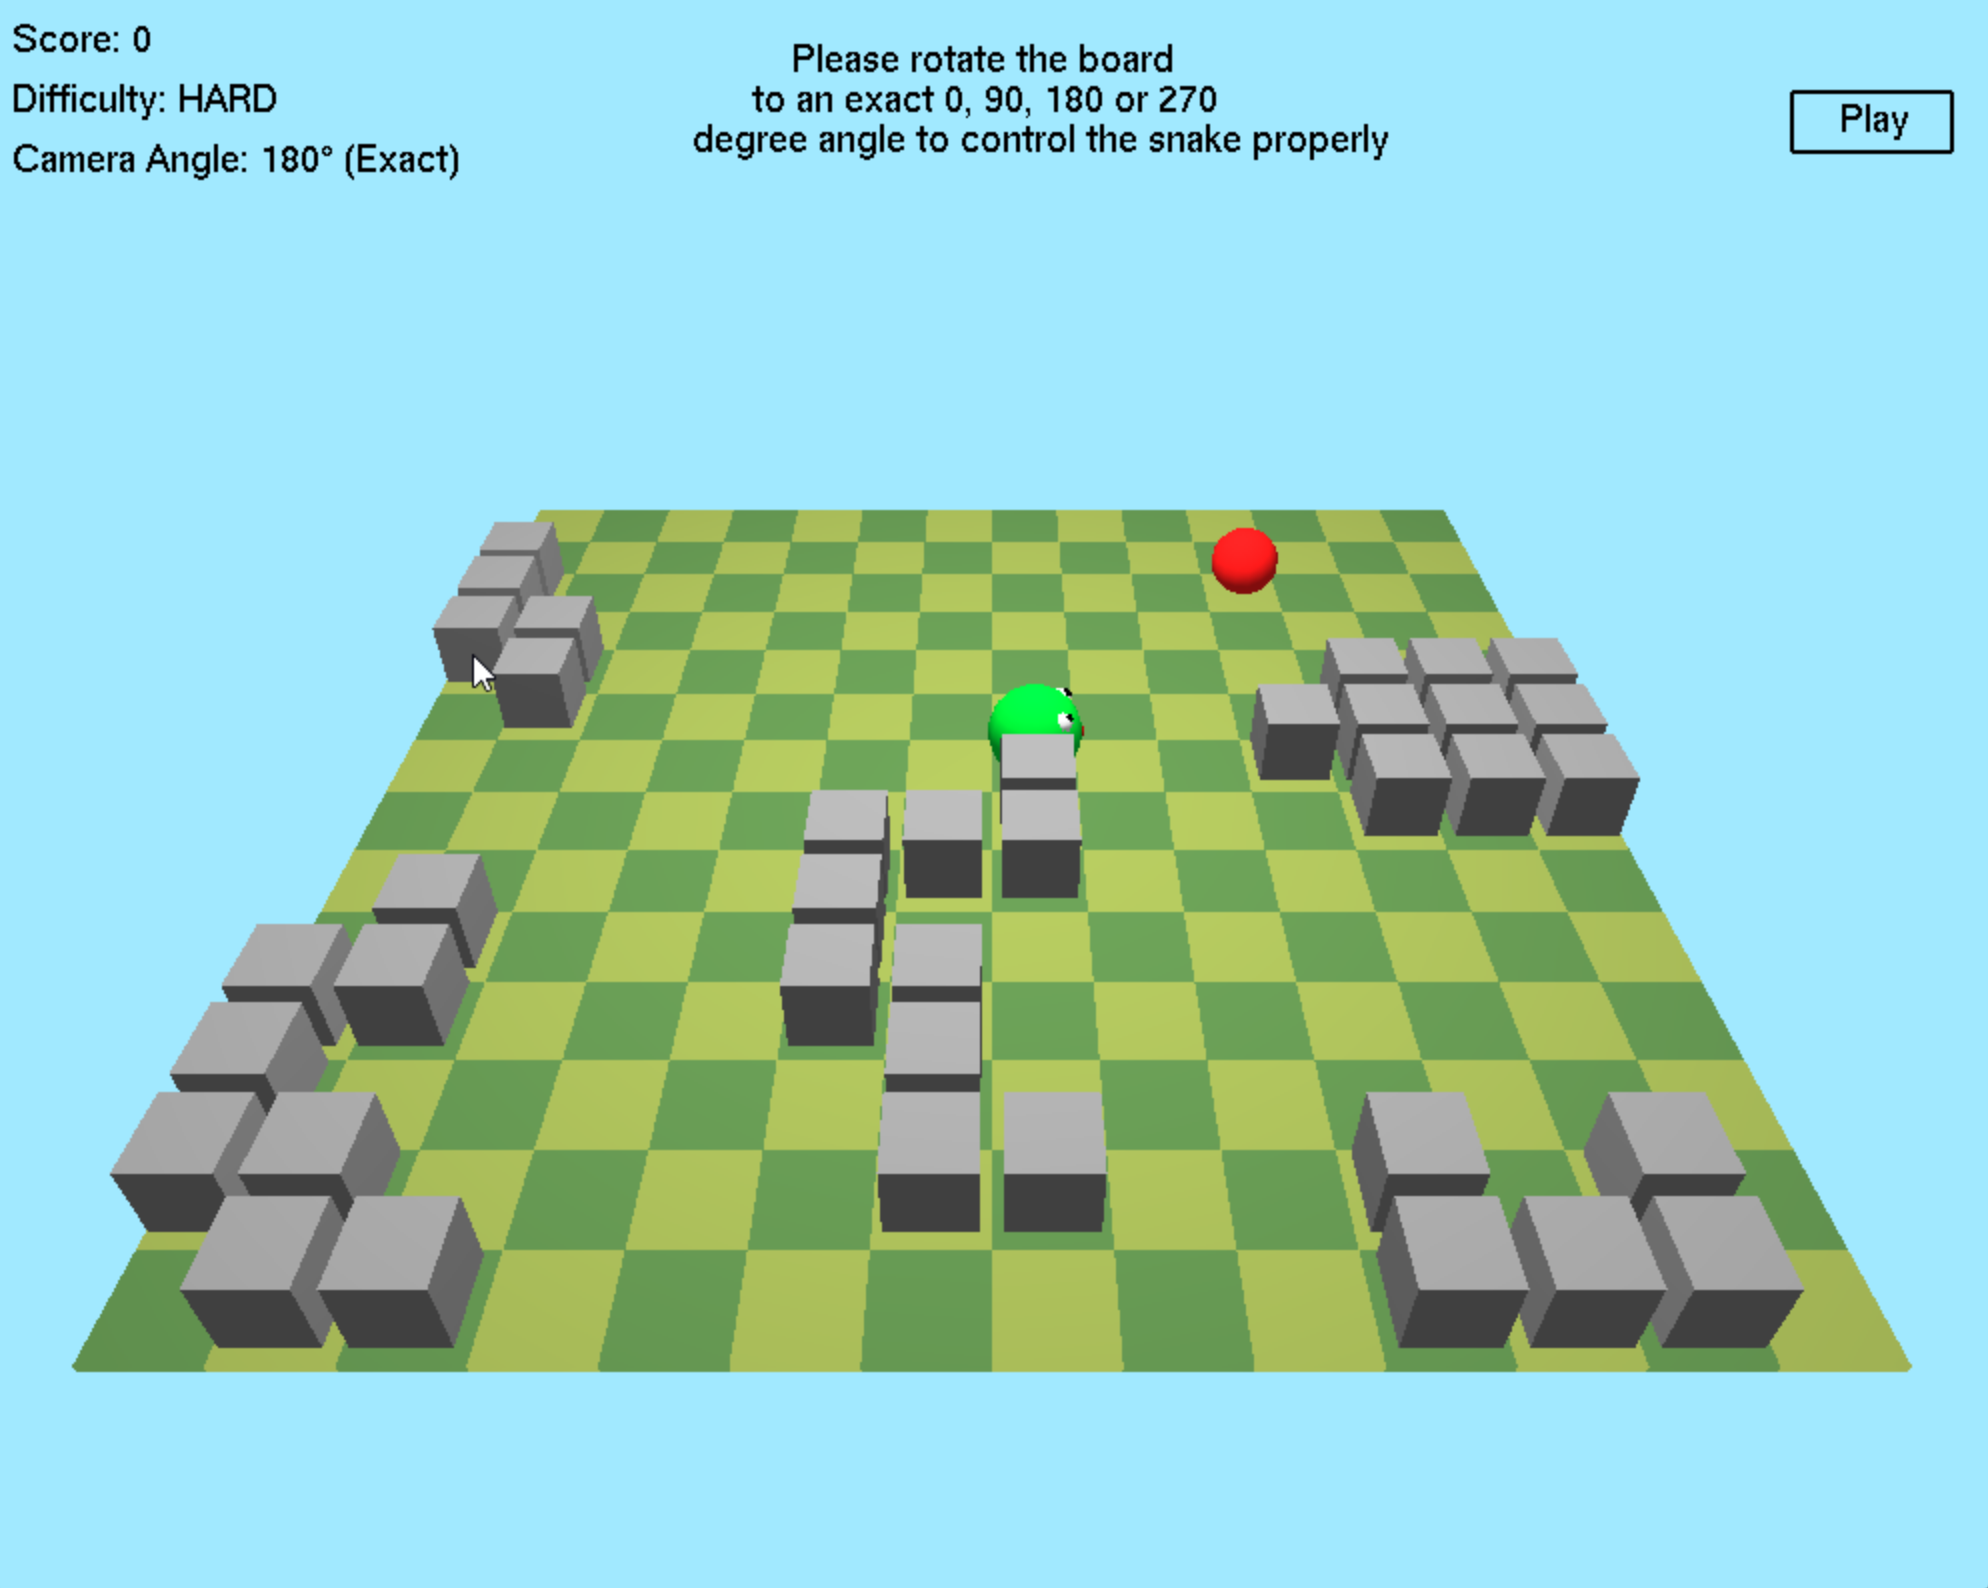 Score: 0
Difficulty: HARD
Camera Angle: 180° (Exact)
Please rotate the board
to an exact 0, 90, 180 or 270
degree angle to control the snake properly
Play